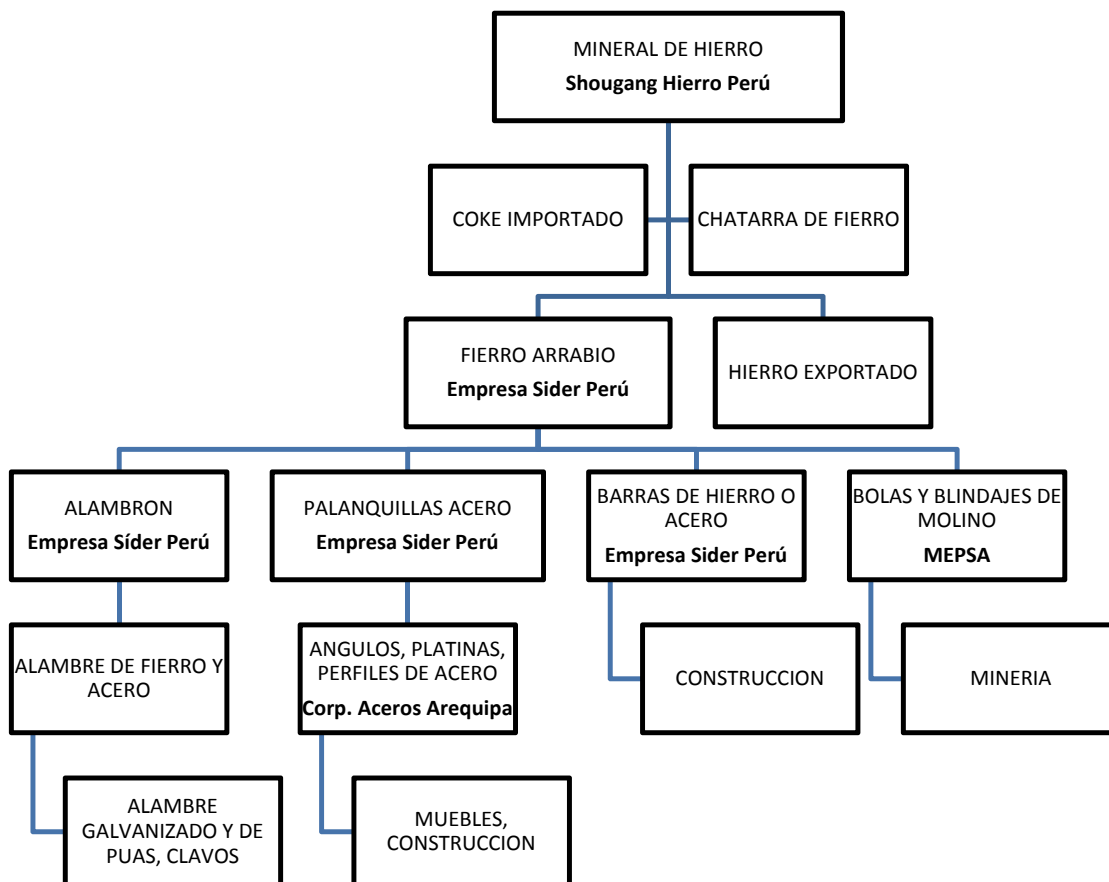 MINERAL DE HIERRO
Shougang Hierro Perú
COKE IMPORTADO
CHATARRA DE FIERRO
FIERRO ARRABIO
Empresa Sider Perú
HIERRO EXPORTADO
ALAMBRON
Empresa Síder Perú
PALANQUILLAS ACERO
Empresa Sider Perú
BARRAS DE HIERRO O
ACERO
Empresa Sider Perú
BOLAS Y BLINDAJES DE
MOLINO
MEPSA
ALAMBRE DE FIERRO Y
ACERO
ANGULOS, PLATINAS,
PERFILES DE ACERO
Corp. Aceros Arequipa
CONSTRUCCION
MINERIA
ALAMBRE
GALVANIZADO Y DE
PUAS, CLAVOS
MUEBLES,
CONSTRUCCION